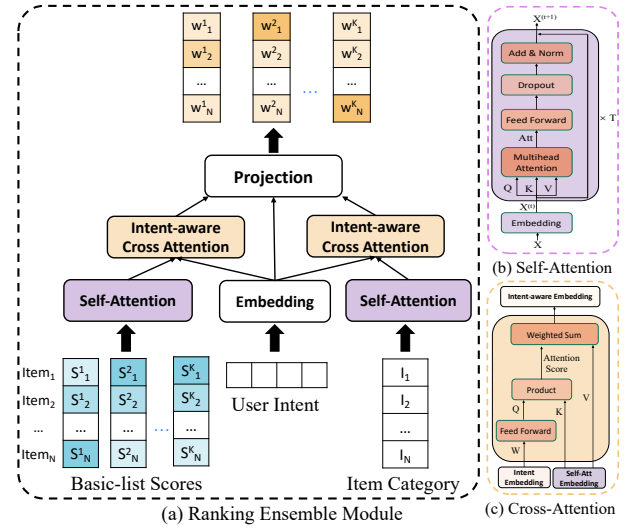 w¹₁ w²₁ wᴷ₁
w¹₂ w²₂ wᴷ₂
... ... ...
w¹N w²N ... wᴷN
Projection
Intent-aware
Cross Attention
Intent-aware
Cross Attention
Self-Attention
Embedding
Self-Attention
Item₁ S¹₁ S²₁ Sᴷ₁
Item₂ S¹₂ S²₂ Sᴷ₂
... ... ... ...
ItemN S¹N S²N ... SᴷN
Basic-list Scores
User Intent
I₁
I₂
...
IN
Item Category
(a) Ranking Ensemble Module
X⁽ᵗ⁺¹⁾
Add & Norm
Dropout
Feed Forward
Att
Multihead
Attention
Q K V
X⁽ᵗ⁾
Embedding
X
× T
(b) Self-Attention
Intent-aware Embedding
Weighted Sum
Attention
Score
Product
Q K V
Feed Forward
W
Intent
Embedding
Self-Att
Embedding
(c) Cross-Attention